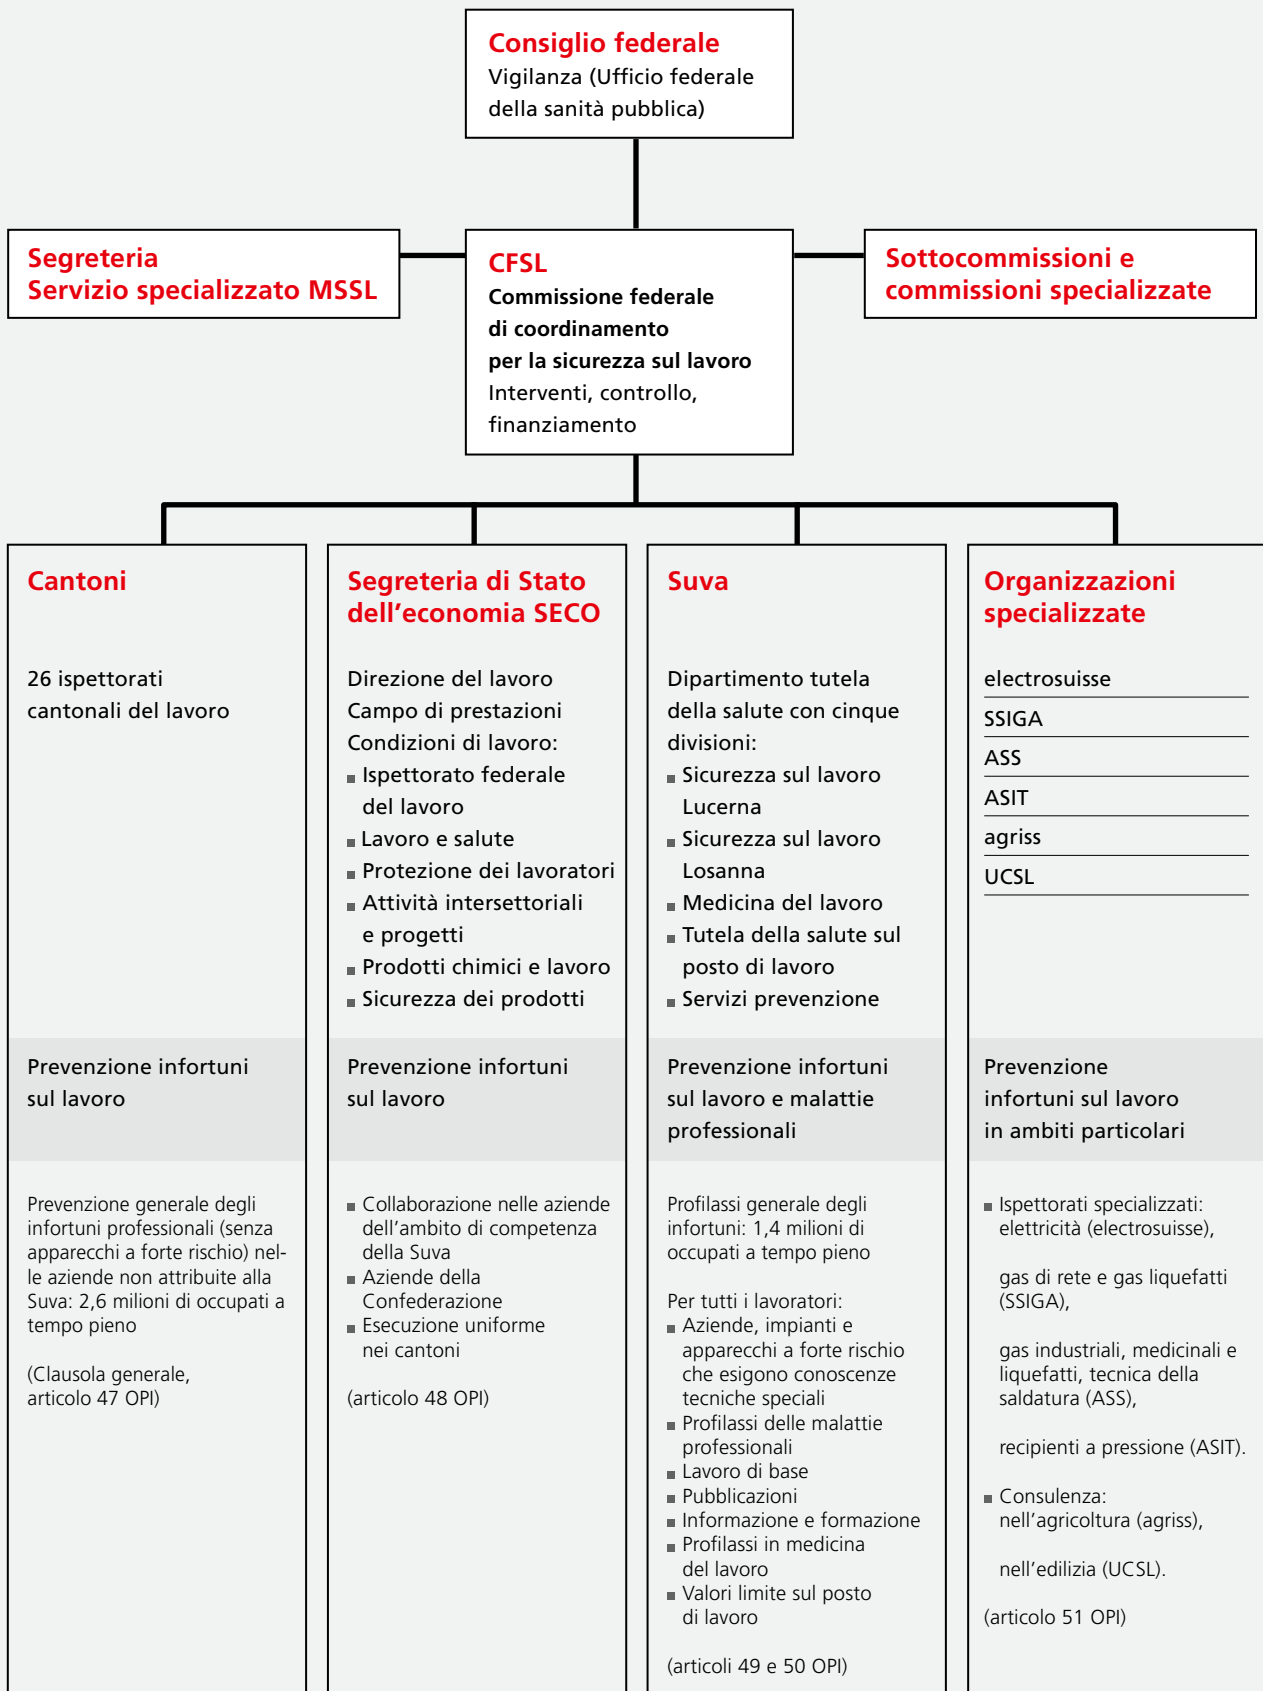 Consiglio federale
Vigilanza (Ufficio federale
della sanità pubblica)
Segreteria
Servizio specializzato MSSL
CFSL
Commissione federale
di coordinamento
per la sicurezza sul lavoro
Interventi, controllo,
finanziamento
Sottocommissioni e
commissioni specializzate
Cantoni
26 ispettorati
cantonali del lavoro
Prevenzione infortuni
sul lavoro
Prevenzione generale degli
infortuni professionali (senza
apparecchi a forte rischio) nel-
le aziende non attribuite alla
Suva: 2,6 milioni di occupati a
tempo pieno
(Clausola generale,
articolo 47 OPI)
Segreteria di Stato
dell’economia SECO
Direzione del lavoro
Campo di prestazioni
Condizioni di lavoro:
■ Ispettorato federale
del lavoro
■ Lavoro e salute
■ Protezione dei lavoratori
■ Attività intersettoriali
e progetti
■ Prodotti chimici e lavoro
■ Sicurezza dei prodotti
Prevenzione infortuni
sul lavoro
■ Collaborazione nelle aziende
dell’ambito di competenza
della Suva
■ Aziende della
Confederazione
■ Esecuzione uniforme
nei cantoni
(articolo 48 OPI)
Suva
Dipartimento tutela
della salute con cinque
divisioni:
■ Sicurezza sul lavoro
Lucerna
■ Sicurezza sul lavoro
Losanna
■ Medicina del lavoro
■ Tutela della salute sul
posto di lavoro
■ Servizi prevenzione
Prevenzione infortuni
sul lavoro e malattie
professionali
Profilassi generale degli
infortuni: 1,4 milioni di
occupati a tempo pieno
Per tutti i lavoratori:
■ Aziende, impianti e
apparecchi a forte rischio
che esigono conoscenze
tecniche speciali
■ Profilassi delle malattie
professionali
■ Lavoro di base
■ Pubblicazioni
■ Informazione e formazione
■ Profilassi in medicina
del lavoro
■ Valori limite sul posto
di lavoro
(articoli 49 e 50 OPI)
Organizzazioni
specializzate
electrosuisse
SSIGA
ASS
ASIT
agriss
UCSL
Prevenzione
infortuni sul lavoro
in ambiti particolari
■ Ispettorati specializzati:
elettricità (electrosuisse),
gas di rete e gas liquefatti
(SSIGA),
gas industriali, medicinali e
liquefatti, tecnica della
saldatura (ASS),
recipienti a pressione (ASIT).
■ Consulenza:
nell’agricoltura (agriss),
nell’edilizia (UCSL).
(articolo 51 OPI)